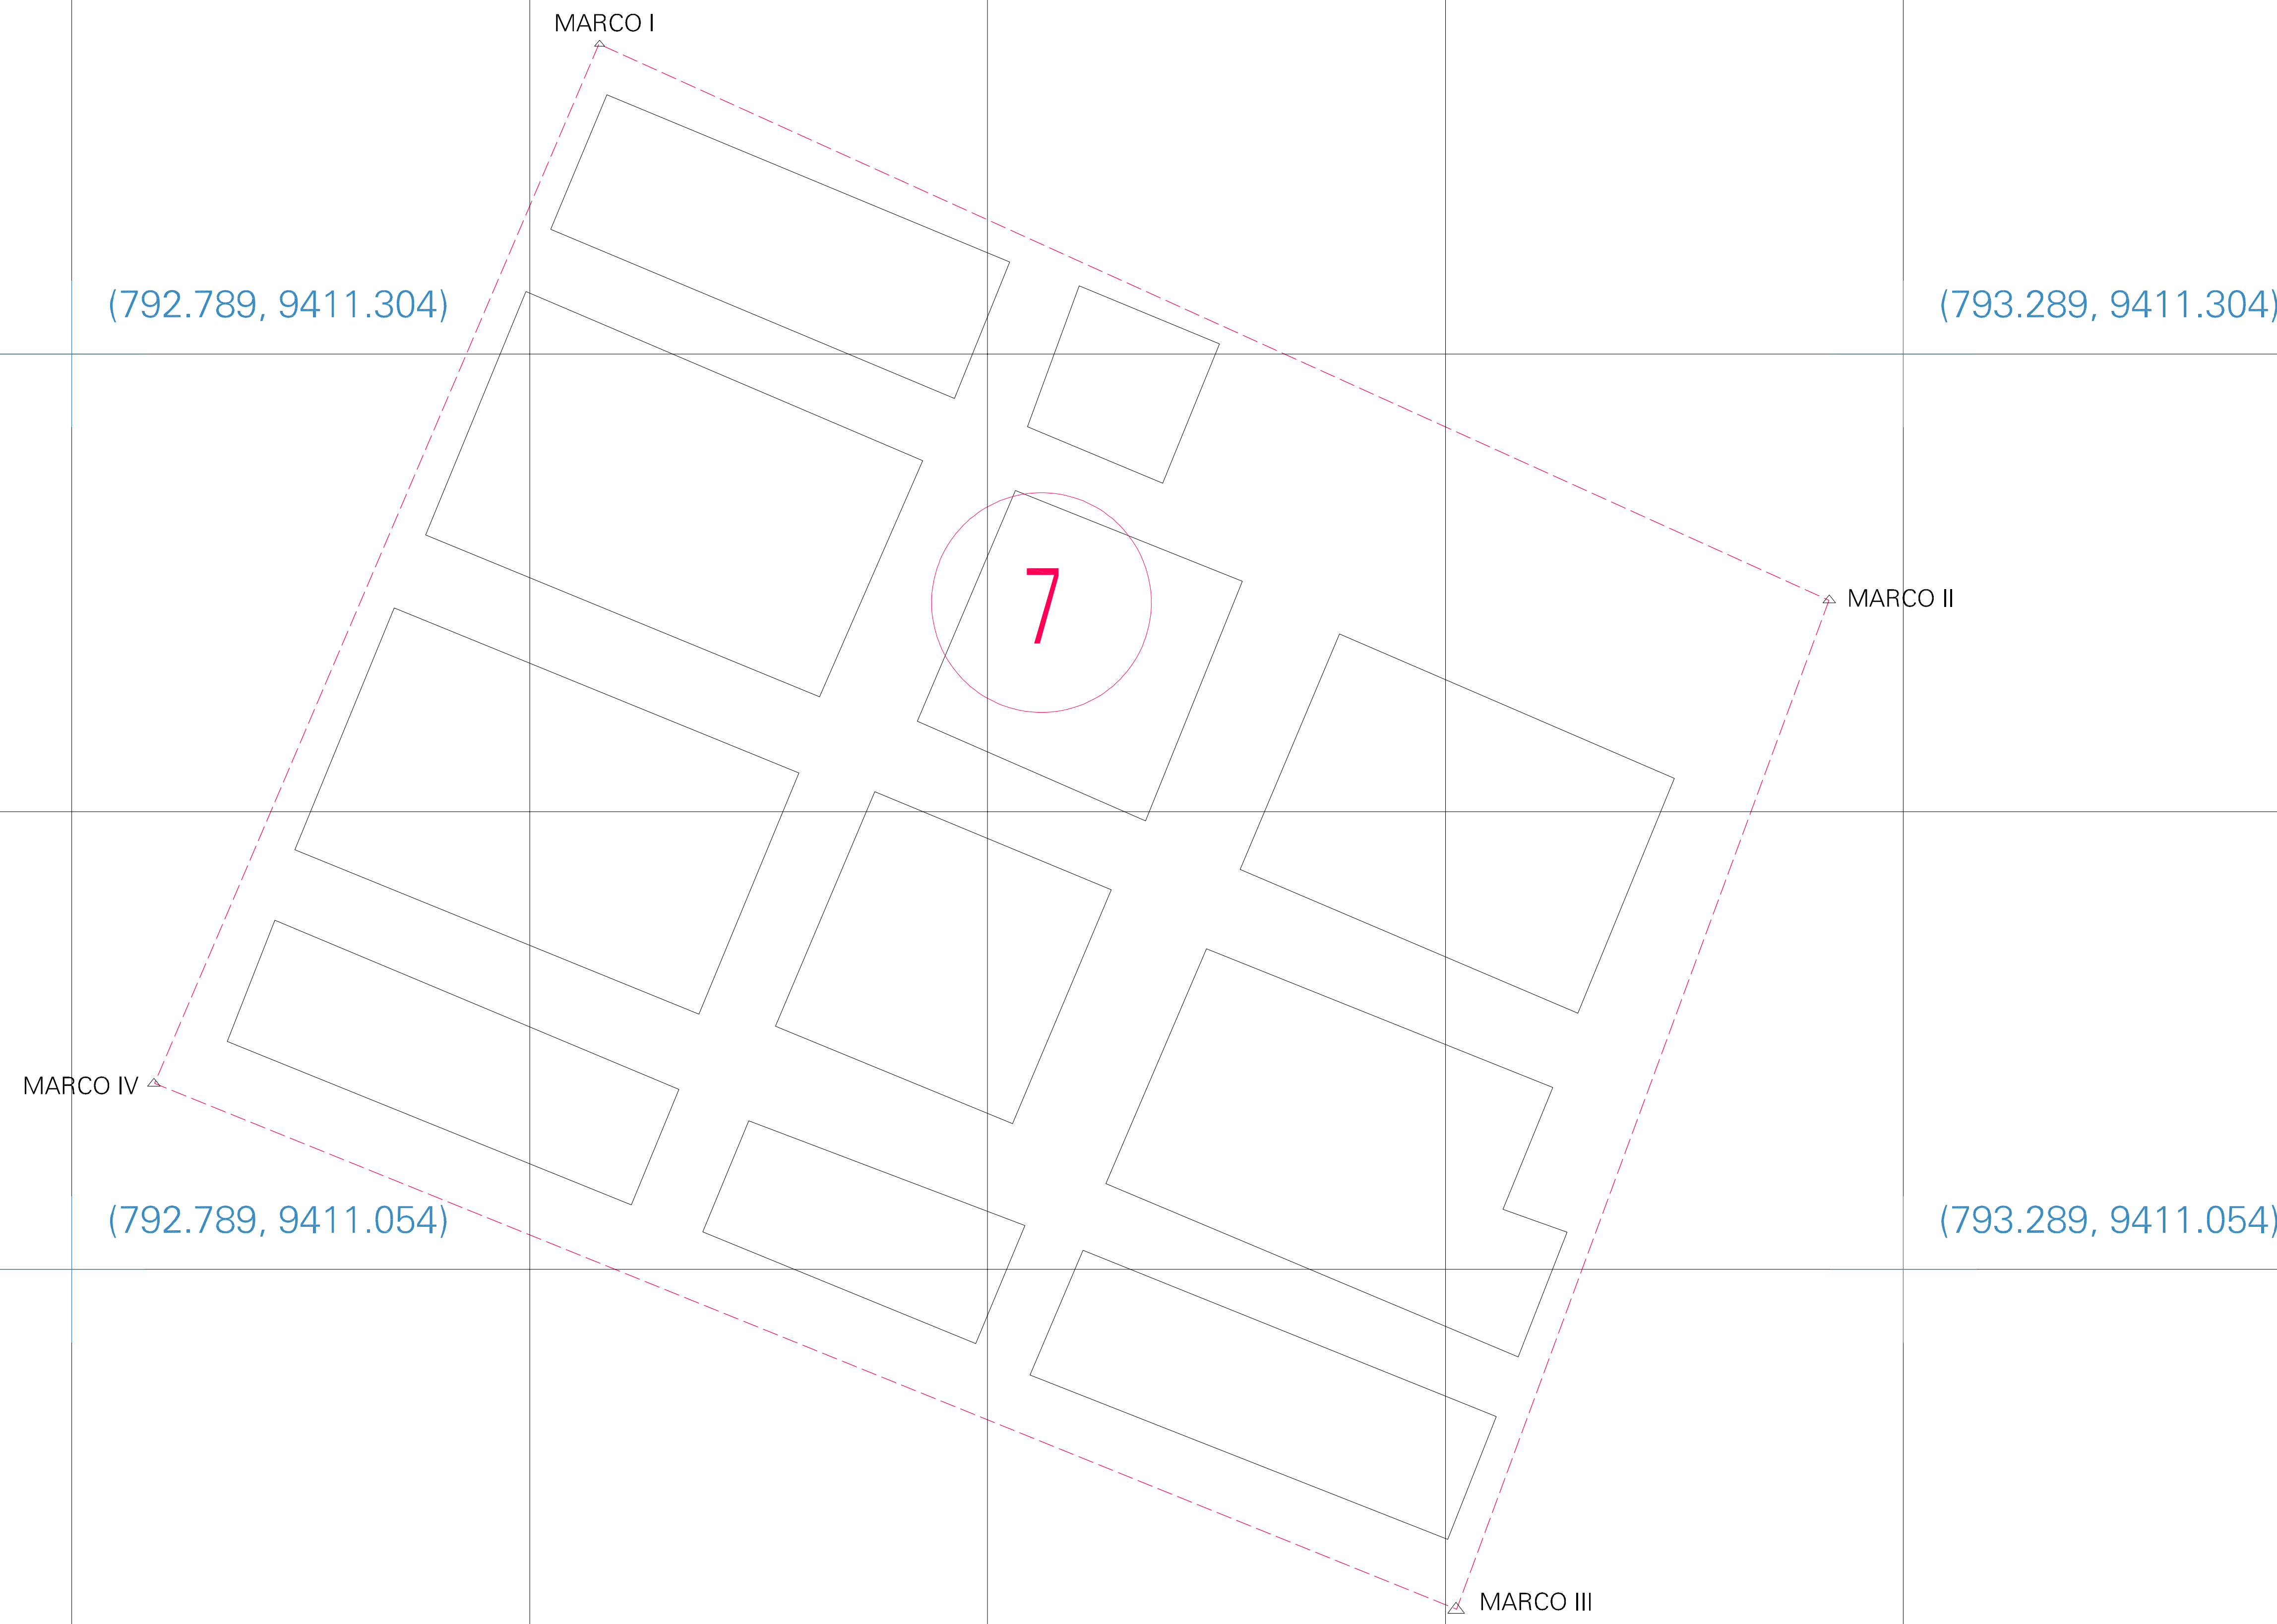 MARCO I
(792.789, 9411.304)
(793.289, 9411.304)
7
MARCO II
MARCO IV
(792.789, 9411.054)
(793.289, 9411.054)
MARCO III